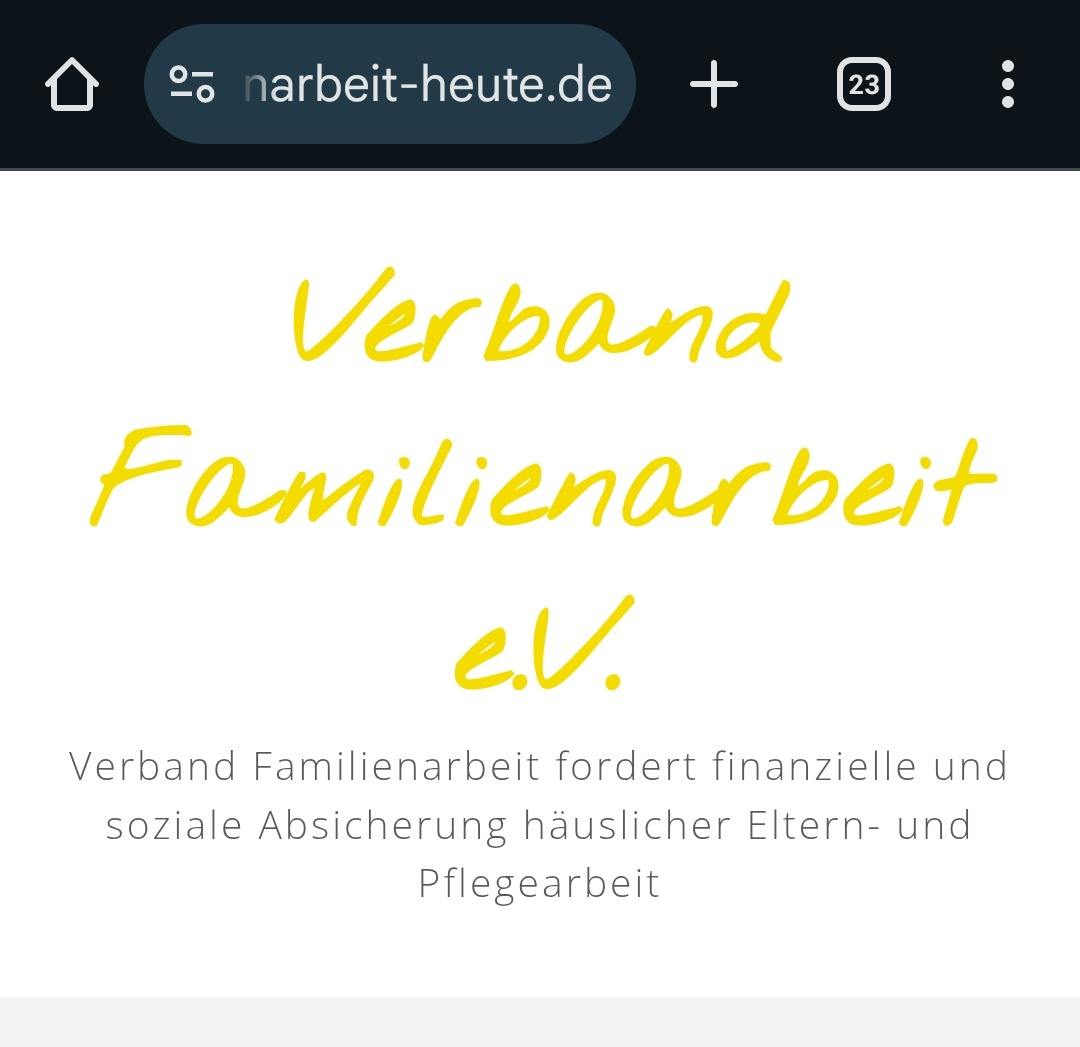 narbeit-heute.de
23
Verband
Familienarbeit
e.V.
Verband Familienarbeit fordert finanzielle und
soziale Absicherung häuslicher Eltern- und
Pflegearbeit